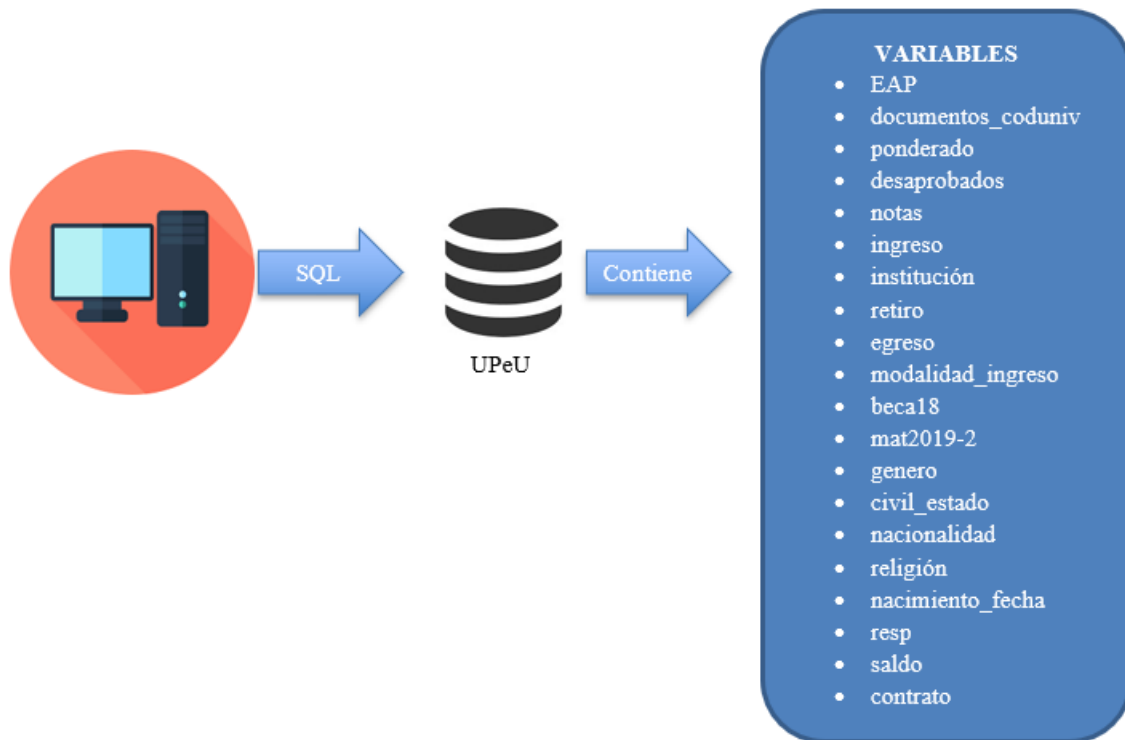 SQL
UPeU
Contiene
VARIABLES
• EAP
• documentos_coduniv
• ponderado
• desaprobados
• notas
• ingreso
• institución
• retiro
• egreso
• modalidad_ingreso
• beca18
• mat2019-2
• genero
• civil_estado
• nacionalidad
• religión
• nacimiento_fecha
• resp
• saldo
• contrato